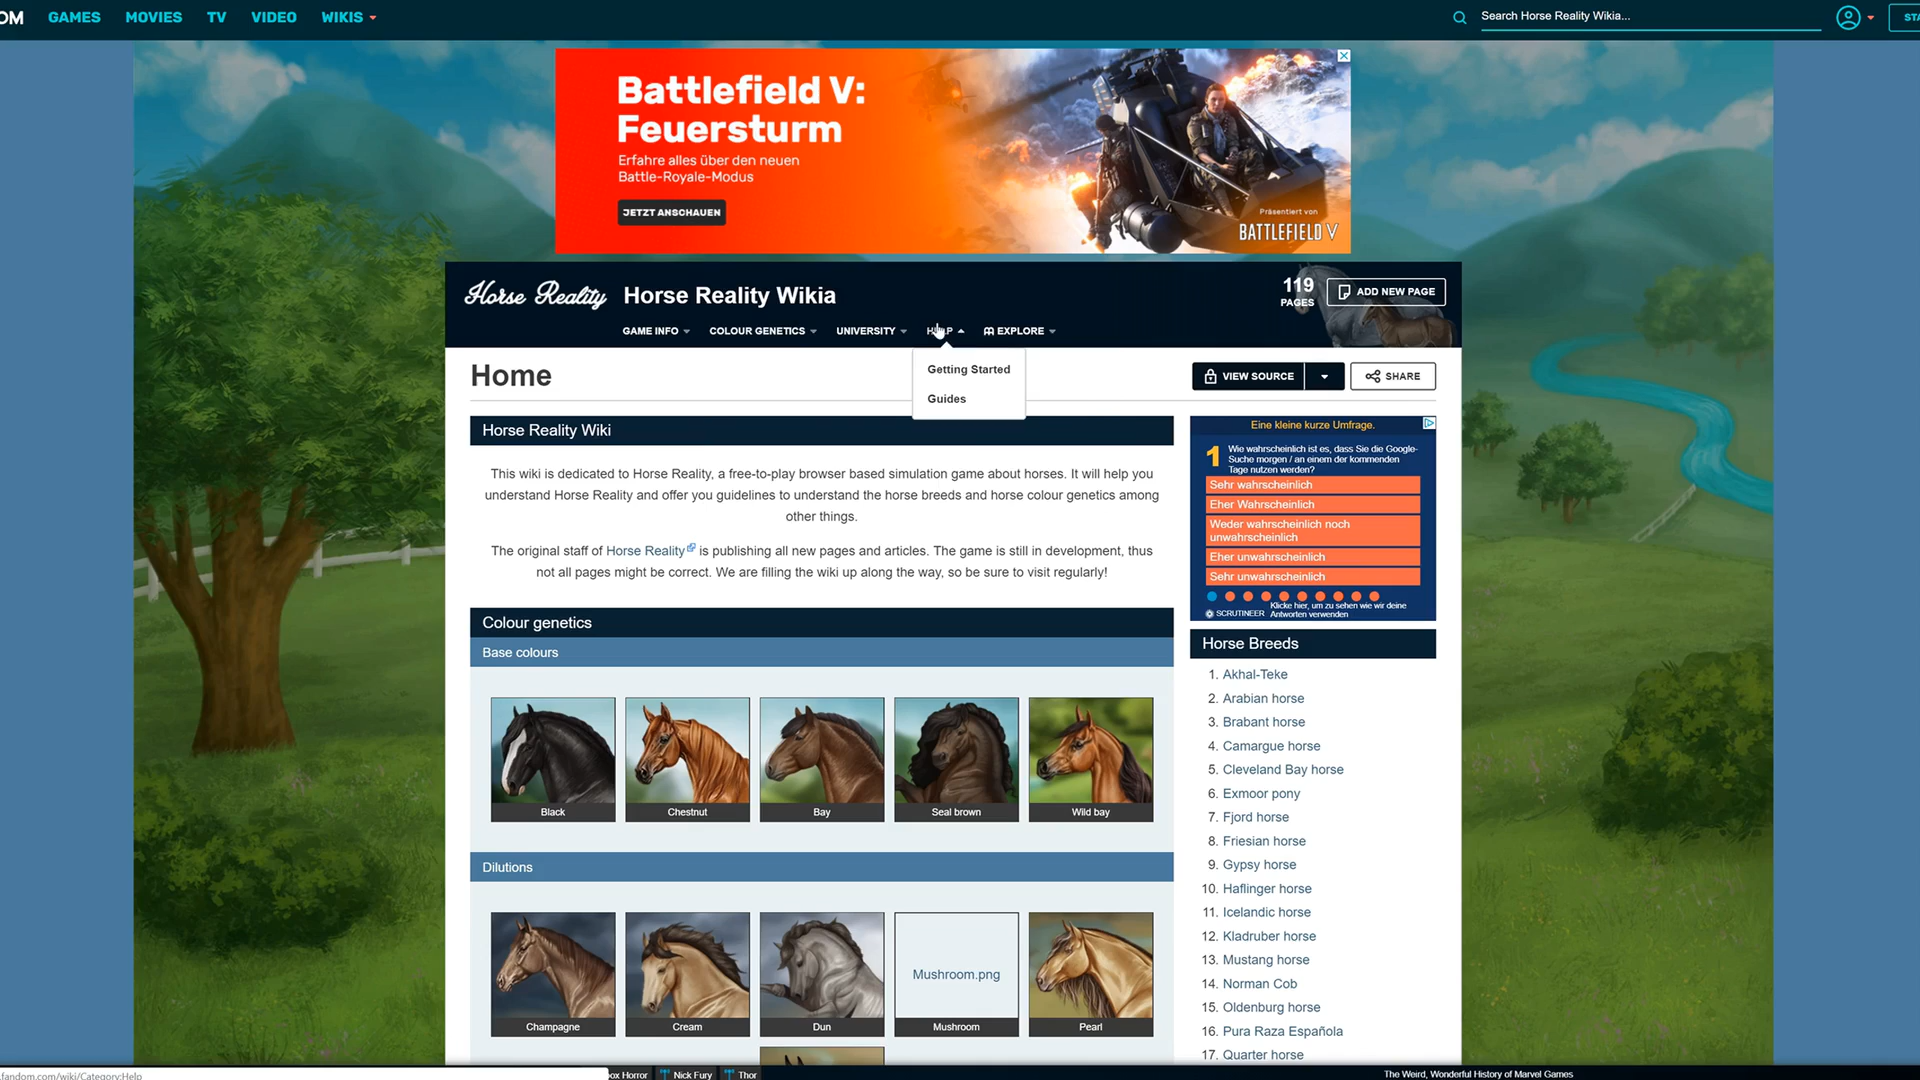 OM GAMES MOVIES TV VIDEO WIKIS
Search Horse Reality Wikia...
STA
Battlefield V:
Feuersturm
Erfahre alles über den neuen
Battle-Royale-Modus
JETZT ANSCHAUEN
Präsentiert von
BATTLEFIELD V
Horse Reality
Horse Reality Wikia
119
PAGES
ADD NEW PAGE
GAME INFO COLOUR GENETICS UNIVERSITY HELP EXPLORE
Getting Started
Guides
Home
VIEW SOURCE
SHARE
Horse Reality Wiki
This wiki is dedicated to Horse Reality, a free-to-play browser based simulation game about horses. It will help you
understand Horse Reality and offer you guidelines to understand the horse breeds and horse colour genetics among
other things.
The original staff of Horse Reality is publishing all new pages and articles. The game is still in development, thus
not all pages might be correct. We are filling the wiki up along the way, so be sure to visit regularly!
Colour genetics
Base colours
Black
Chestnut
Bay
Seal brown
Wild bay
Dilutions
Mushroom.png
Champagne
Cream
Dun
Mushroom
Pearl
Eine kleine kurze Umfrage.
1
Wie wahrscheinlich ist es, dass Sie die Google-
Suche morgen / an einem der kommenden
Tage nutzen werden?
Sehr wahrscheinlich
Eher Wahrscheinlich
Weder wahrscheinlich noch
unwahrscheinlich
Eher unwahrscheinlich
Sehr unwahrscheinlich
SCRUTINEER
Klicke hier, um zu sehen wie wir deine
Antworten verwenden
Horse Breeds
1. Akhal-Teke
2. Arabian horse
3. Brabant horse
4. Camargue horse
5. Cleveland Bay horse
6. Exmoor pony
7. Fjord horse
8. Friesian horse
9. Gypsy horse
10. Haflinger horse
11. Icelandic horse
12. Kladruber horse
13. Mustang horse
14. Norman Cob
15. Oldenburg horse
16. Pura Raza Española
17. Quarter horse
.fandom.com/wiki/Category:Help
ox Horror
Nick Fury
Thor
The Weird, Wonderful History of Marvel Games